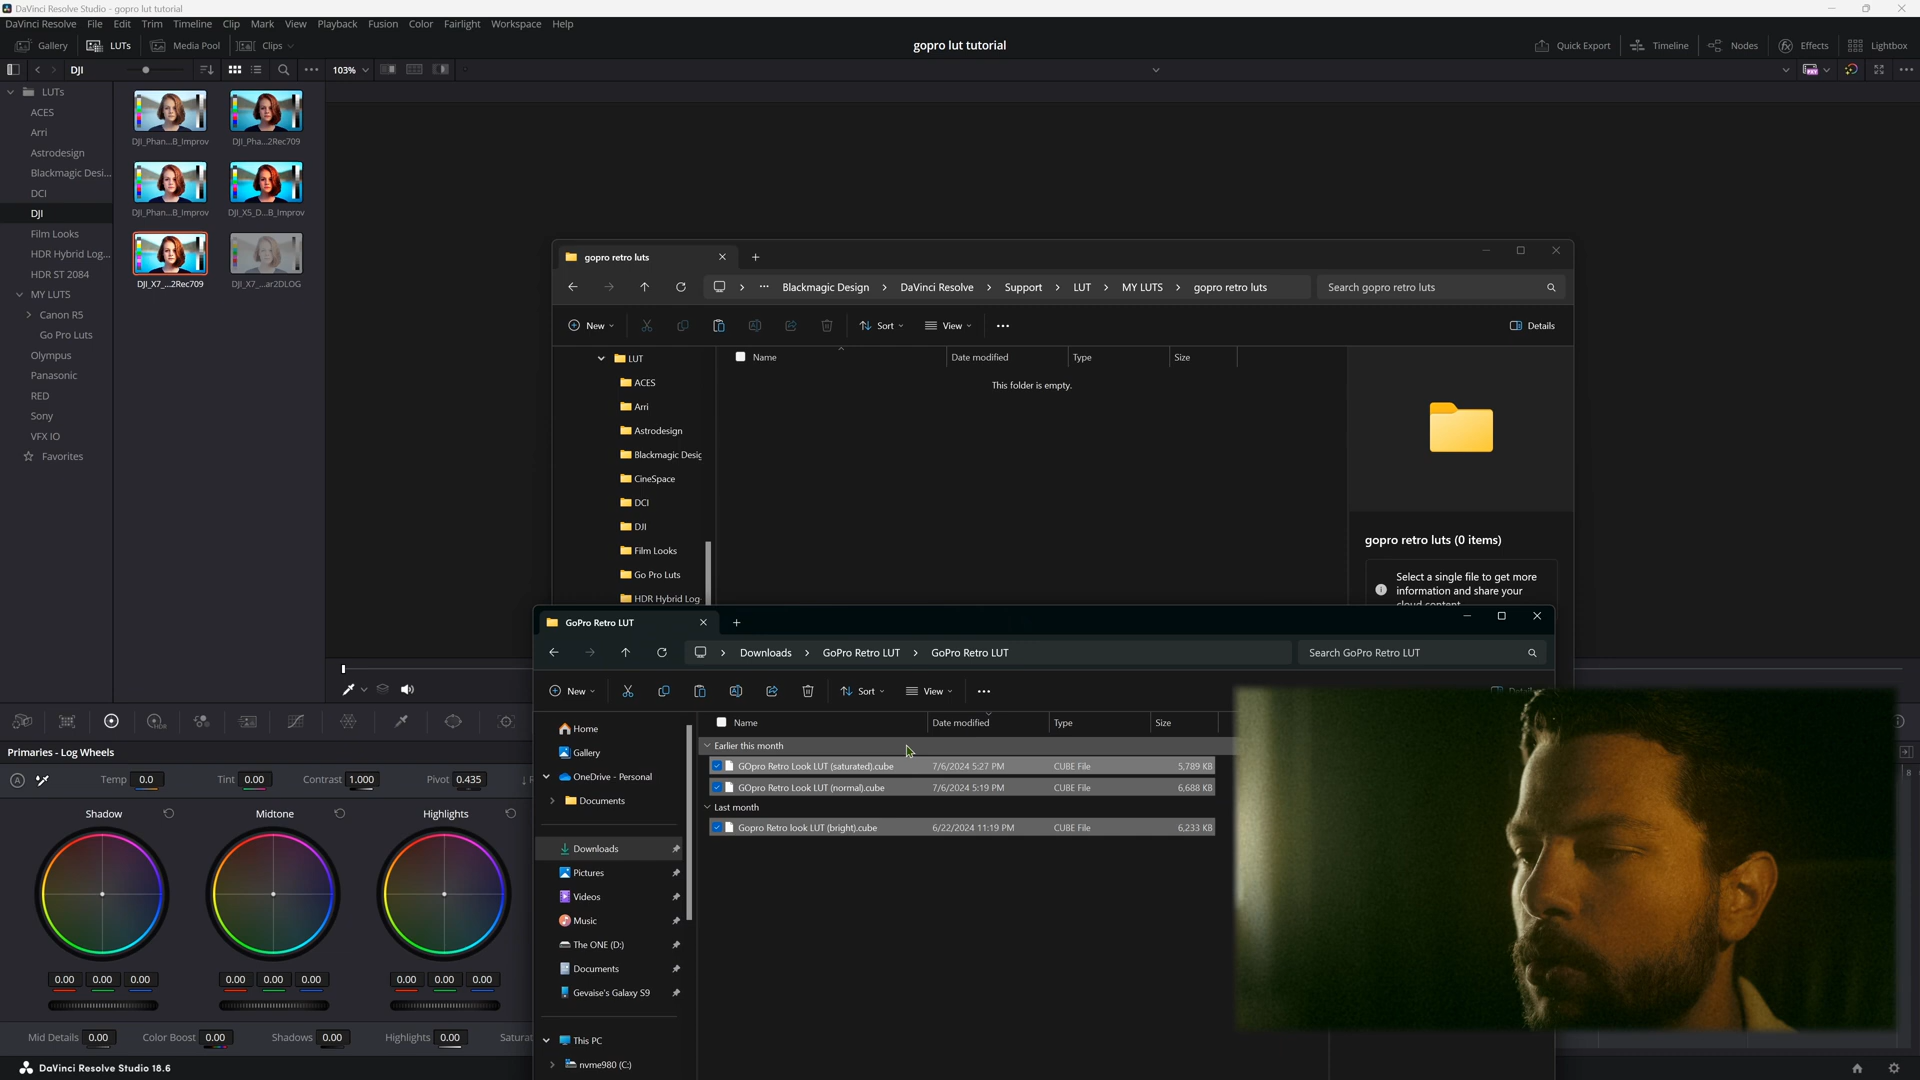 DaVinci Resolve Studio - gopro lut tutorial
DaVinci Resolve File Edit Trim Timeline Clip Mark View Playback Fusion Color Fairlight Workspace Help
Gallery LUTs Media Pool Clips
gopro lut tutorial
Quick Export Timeline Nodes Effects Lightbox
DJI
103%
LUTs
ACES
Arri
Astrodesign
Blackmagic Desi...
DCI
DJI
Film Looks
HDR Hybrid Log...
HDR ST 2084
MY LUTS
Canon R5
Go Pro Luts
Olympus
Panasonic
RED
Sony
VFX IO
Favorites
DJI_Phan...B_Improv
DJI_Pha...2Rec709
DJI_Phan...B_Improv
DJI_X5_D...B_Improv
DJI_X7_...2Rec709
DJI_X7_...ar2DLOG
gopro retro luts
Blackmagic Design > DaVinci Resolve > Support > LUT > MY LUTS > gopro retro luts
Search gopro retro luts
New
Sort
View
Details
LUT
ACES
Arri
Astrodesign
Blackmagic Desig
CineSpace
DCI
DJI
Film Looks
Go Pro Luts
HDR Hybrid Log-
Name Date modified Type Size
This folder is empty.
gopro retro luts (0 items)
Select a single file to get more
information and share your
cloud content.
GoPro Retro LUT
Downloads > GoPro Retro LUT > GoPro Retro LUT
Search GoPro Retro LUT
New
Sort
View
Home
Gallery
OneDrive - Personal
Documents
Downloads
Pictures
Videos
Music
The ONE (D:)
Documents
Gevaise's Galaxy S9
This PC
nvme980 (C:)
Name Date modified Type Size
Earlier this month
GOpro Retro Look LUT (saturated).cube 7/6/2024 5:27 PM CUBE File 5,789 KB
GOpro Retro Look LUT (normal).cube 7/6/2024 5:19 PM CUBE File 6,688 KB
Last month
Gopro Retro look LUT (bright).cube 6/22/2024 11:19 PM CUBE File 6,233 KB
Primaries - Log Wheels
A
Temp 0.0 Tint 0.00 Contrast 1.000 Pivot 0.435
Shadow Midtone Highlights
0.00 0.00 0.00 0.00 0.00 0.00 0.00 0.00 0.00
Mid Details 0.00 Color Boost 0.00 Shadows 0.00 Highlights 0.00 Satura
DaVinci Resolve Studio 18.6